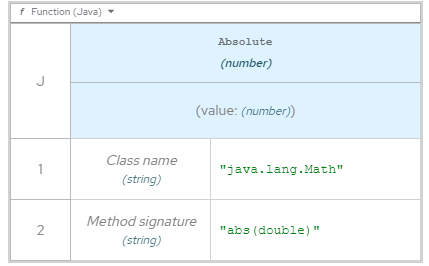 f Function (Java)
Absolute
(number)
J
(value: (number))
1
Class name
(string)
"java.lang.Math"
2
Method signature
(string)
"abs(double)"